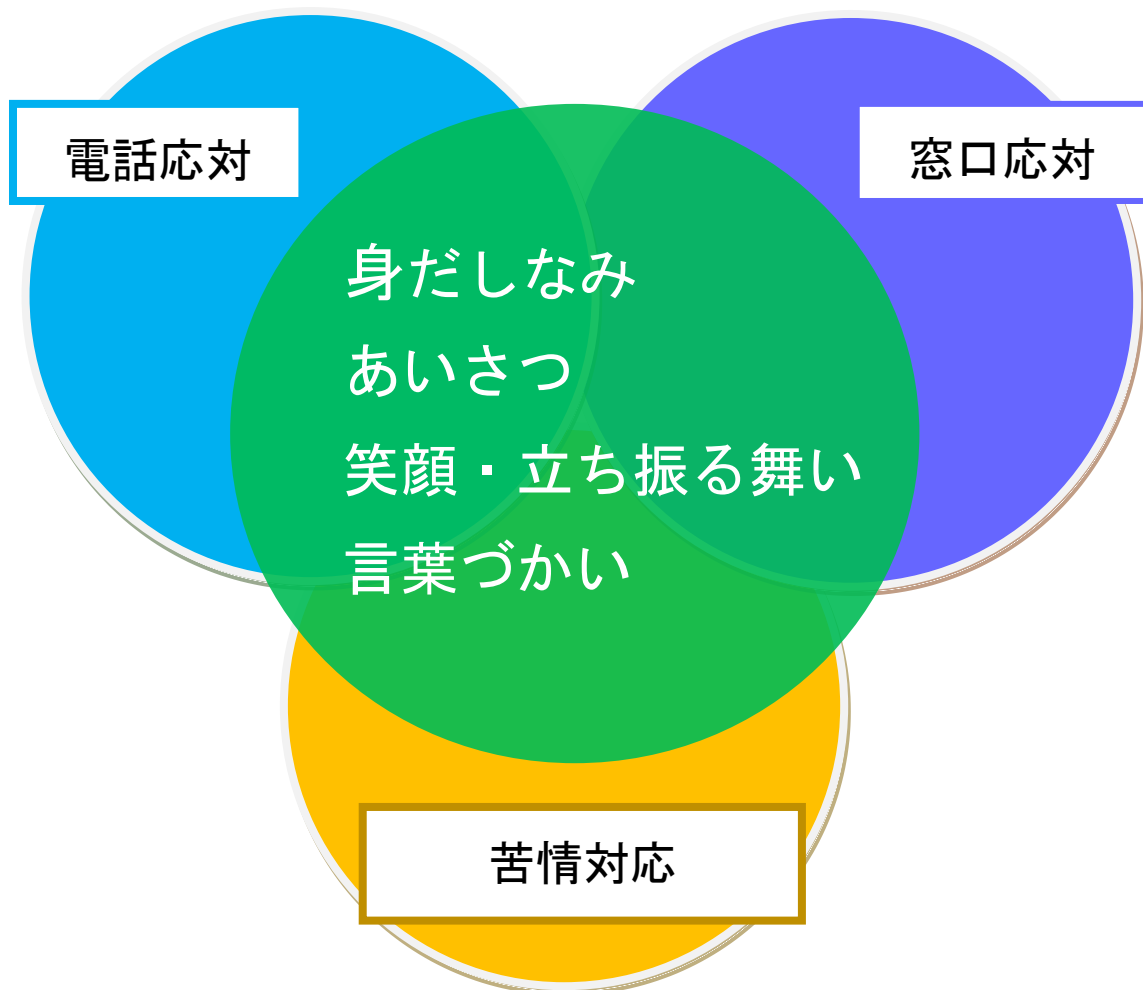 電話応対
窓口応対
身だしなみ
あいさつ
笑顔・立ち振る舞い
言葉づかい
苦情対応